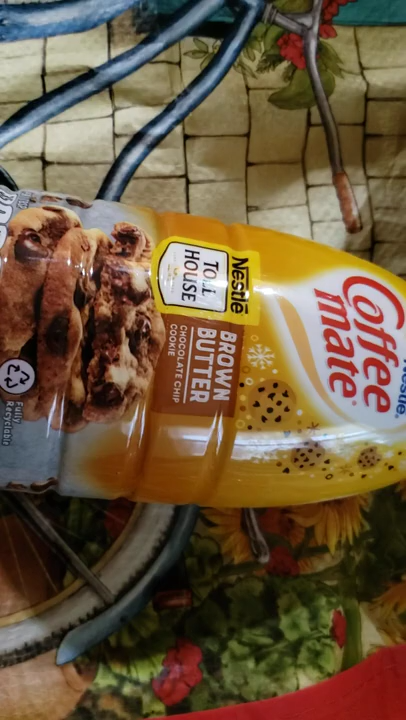 Nestlé
Coffee
mate®
Nestlé
TOLL
HOUSE
BROWN
BUTTER
CHOCOLATE CHIP
COOKIE
Fully
Recyclable